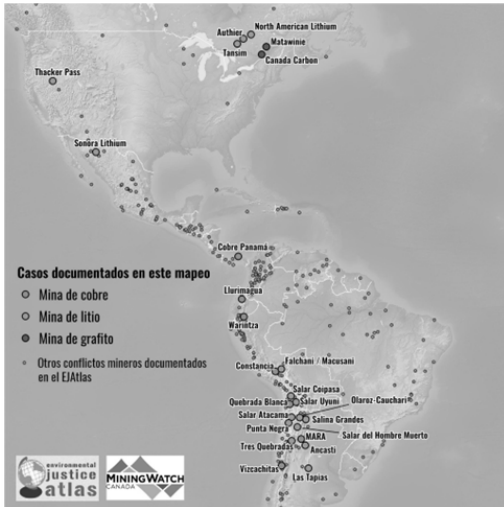 North American Lithium
Authier
Matawinie
Tansim
Canada Carbon
Thacker Pass
Sonora Lithium
Cobre Panamá
Casos documentados en este mapeo
Mina de cobre
Mina de litio
Mina de grafito
Otros conflictos mineros documentados
en el EJAtlas
Llurimagua
Warintza
Falchani / Macusani
Constancia
Salar Coipasa
Quebrada Blanca
Salar Uyuni
Olaroz-Cauchari
Salar Atacama
Salina Grandes
Punta Negra
Salar del Hombre Muerto
MARA
Tres Quebradas
Ancasti
Vizcachitas
Las Tapias
environmental
justice
atlas
MININGWATCH
CANADA